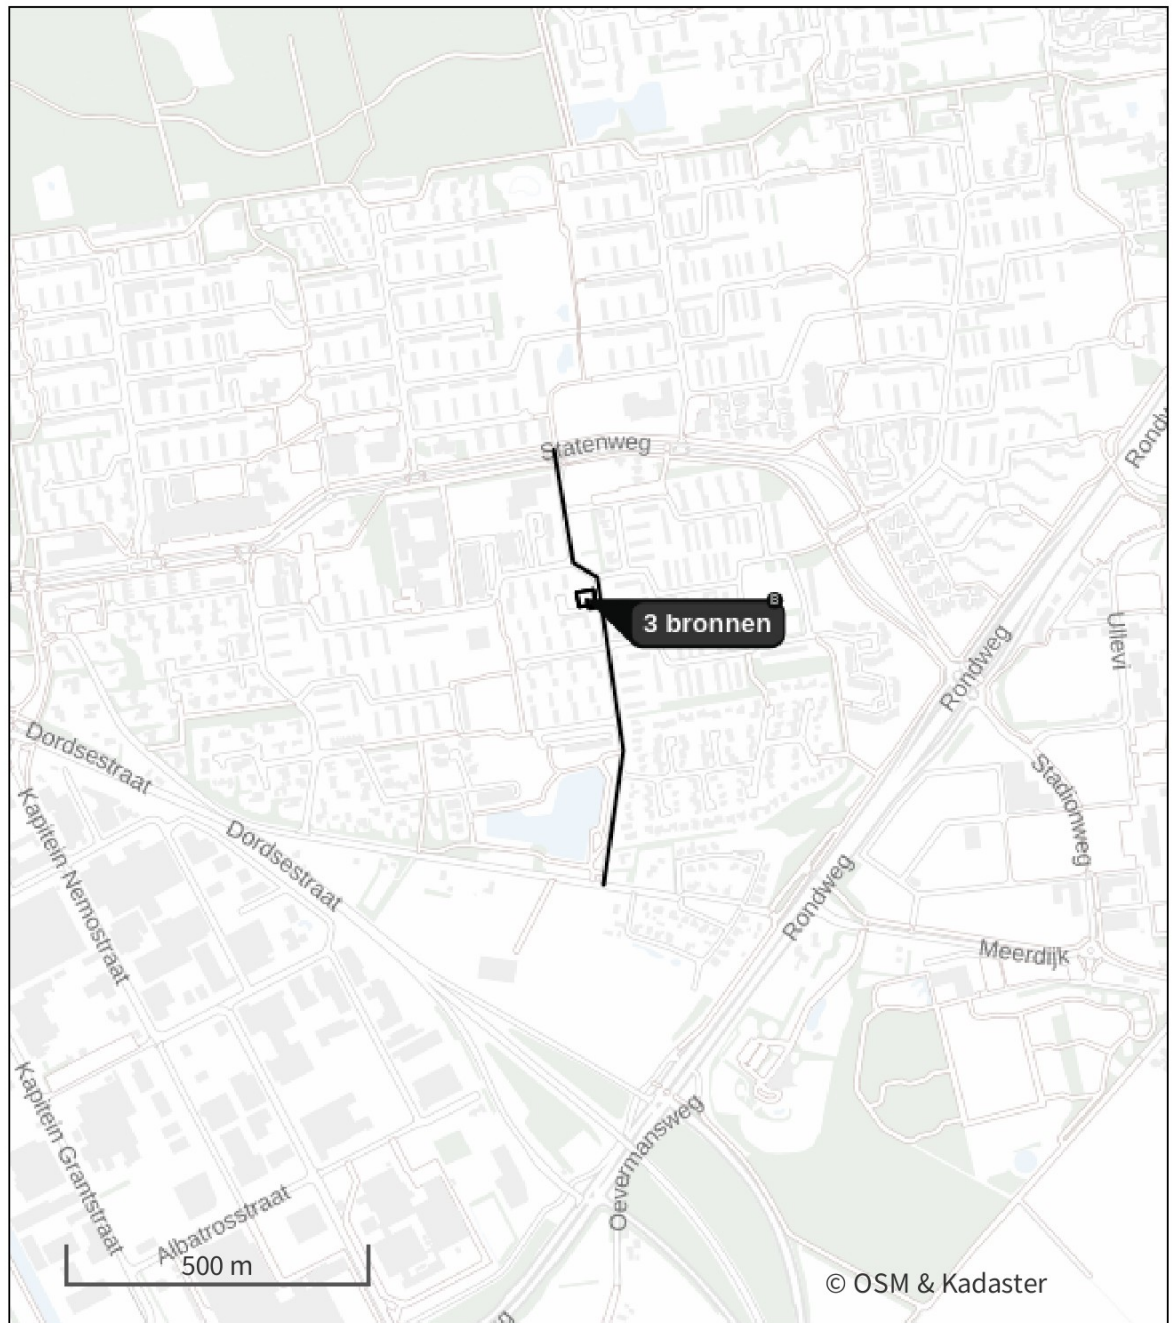 Rondw
Statenweg
B
3 bronnen
Ullevi
Rondweg
Dordsestraat
Stadionweg
Kapitein Nemostraat
Dordsestraat
Rondweg
Meerdijk
Kapitein Grantstraat
Oevermansweg
Albatrosstraat
500 m
© OSM & Kadaster
g